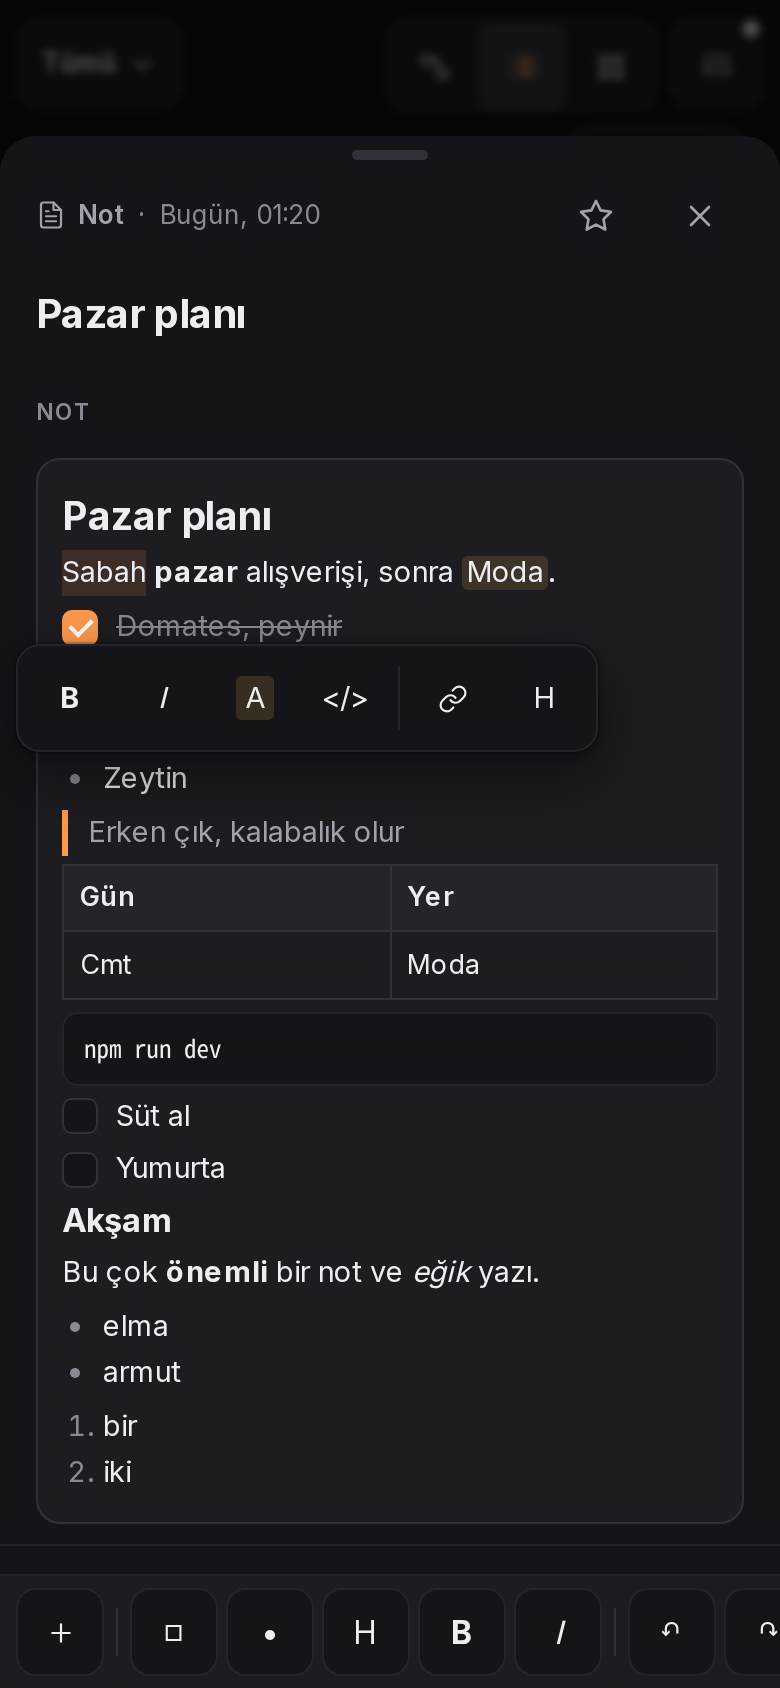 Tümü
Not · Bugün, 01:20
Pazar planı
NOT
Pazar planı
Sabah pazar alışverişi, sonra Moda.
Domates, peynir
B I A </> H
Zeytin
Erken çık, kalabalık olur
Gün Yer
Cmt Moda
npm run dev
Süt al
Yumurta
Akşam
Bu çok önemli bir not ve eğik yazı.
• elma
• armut
1. bir
2. iki
H B I